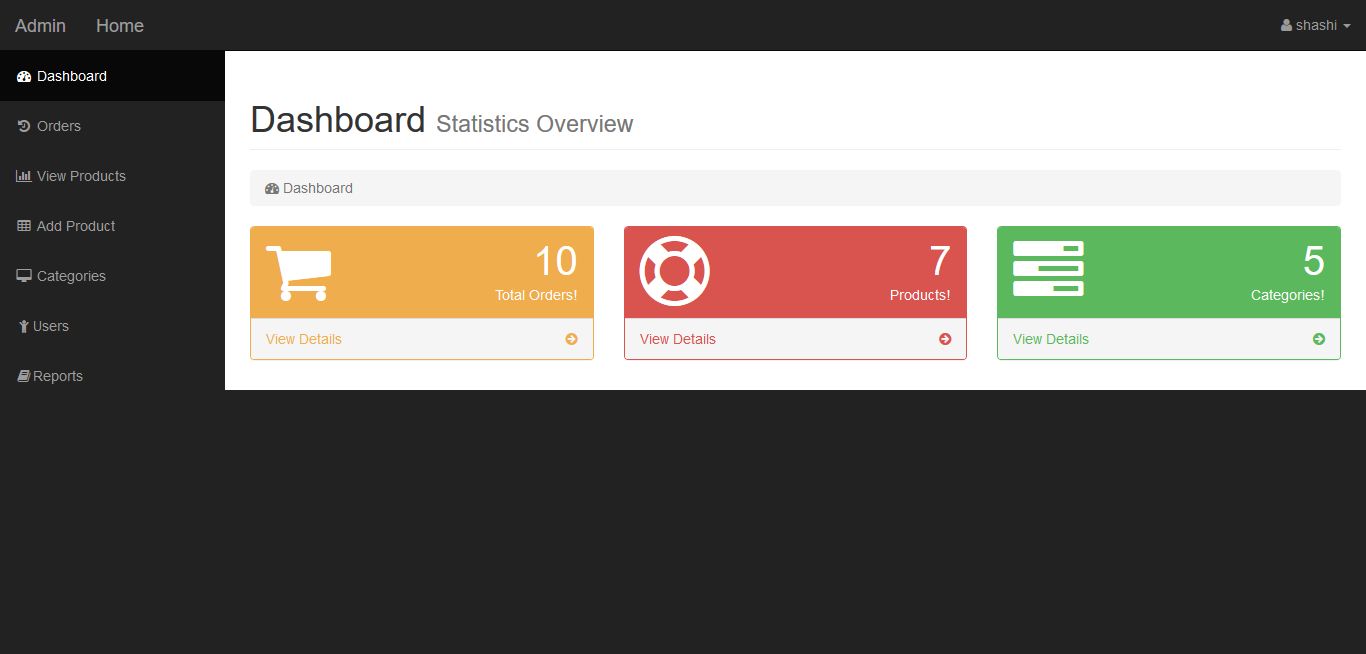 Admin Home shashi
Dashboard
Orders
View Products
Add Product
Categories
Users
Reports
Dashboard Statistics Overview
Dashboard
10
Total Orders!
View Details
7
Products!
View Details
5
Categories!
View Details